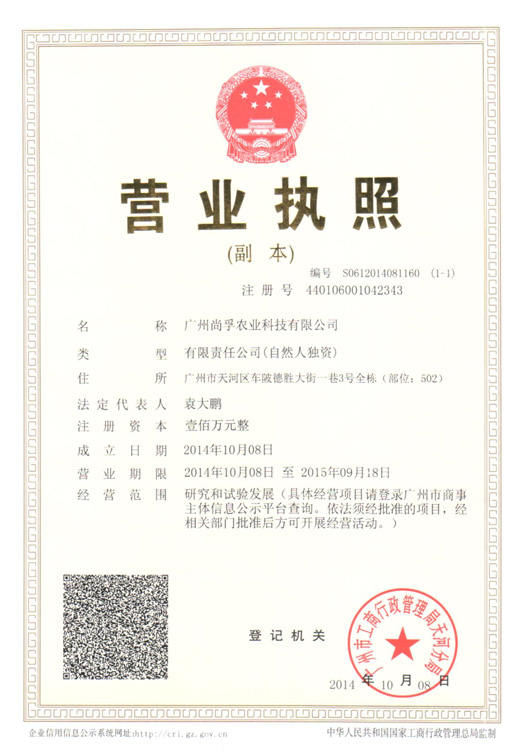 营业执照
(副 本)
编号 S0612014081160 (1-1)
注册号 440106001042343
名称 广州尚孚农业科技有限公司
类型 有限责任公司(自然人独资)
住所 广州市天河区车陂德胜大街一巷3号全栋（部位：502）
法定代表人 袁大鹏
注册资本 壹佰万元整
成立日期 2014年10月08日
营业期限 2014年10月08日 至 2015年09月18日
经营范围 研究和试验发展（具体经营项目请登录广州市商事
主体信息公示平台查询。依法须经批准的项目，经
相关部门批准后方可开展经营活动。）
登记机关
广州市工商行政管理局天河分局
2014 年 10 月 08 日
企业信用信息公示系统网址:http://cri.gz.gov.cn
中华人民共和国国家工商行政管理总局监制